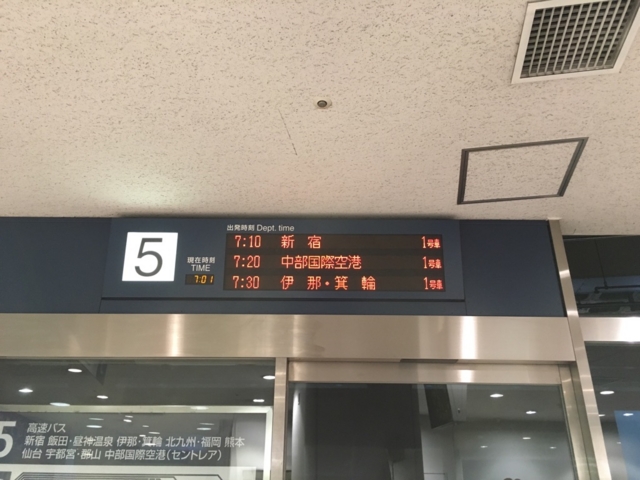 出発時刻 Dept. time
5
現在時刻
TIME
7:01
7:10 新宿 1号車
7:20 中部国際空港 1号車
7:30 伊那・箕輪 1号車
5
高速バス
新宿 飯田・昼神温泉 伊那・箕輪 北九州・福岡 熊本
仙台 宇都宮・郡山 中部国際空港(セントレア)